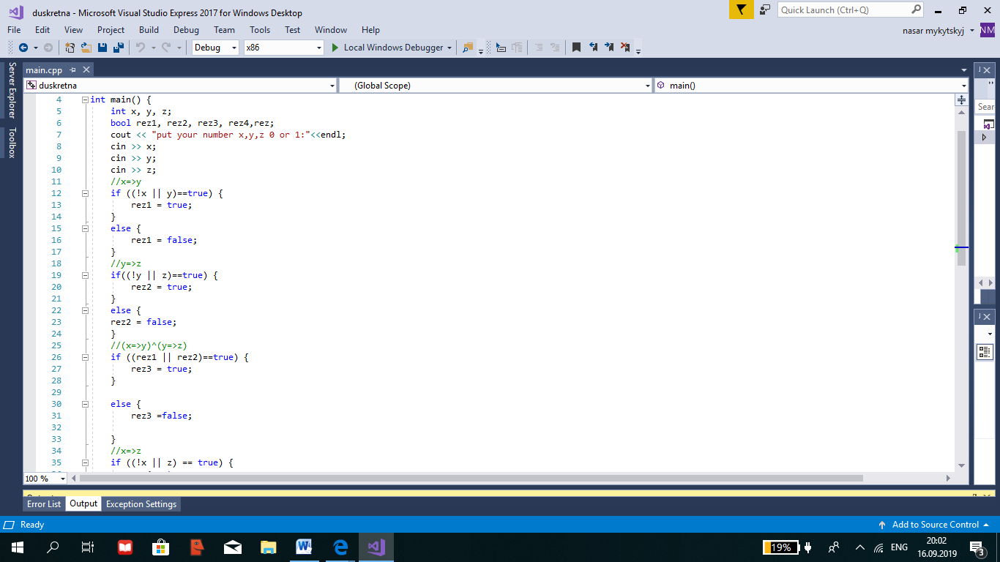 duskretna - Microsoft Visual Studio Express 2017 for Windows Desktop
Quick Launch (Ctrl+Q)
File Edit View Project Build Debug Team Tools Test Window Help
nasar mykytskyj NM
Debug x86 Local Windows Debugger
Server Explorer
Toolbox
main.cpp
duskretna (Global Scope) main()
Sear
4 int main() {
5 int x, y, z;
6 bool rez1, rez2, rez3, rez4,rez;
7 cout << "put your number x,y,z 0 or 1:"<<endl;
8 cin >> x;
9 cin >> y;
10 cin >> z;
11 //x=>y
12 if ((!x || y)==true) {
13 rez1 = true;
14 }
15 else {
16 rez1 = false;
17 }
18 //y=>z
19 if((!y || z)==true) {
20 rez2 = true;
21 }
22 else {
23 rez2 = false;
24 }
25 //(x=>y)^(y=>z)
26 if ((rez1 || rez2)==true) {
27 rez3 = true;
28 }
29
30 else {
31 rez3 =false;
32
33 }
34 //x=>z
35 if ((!x || z) == true) {
100 %
Error List Output Exception Settings
Ready
Add to Source Control
19%
ENG
20:02
16.09.2019
3